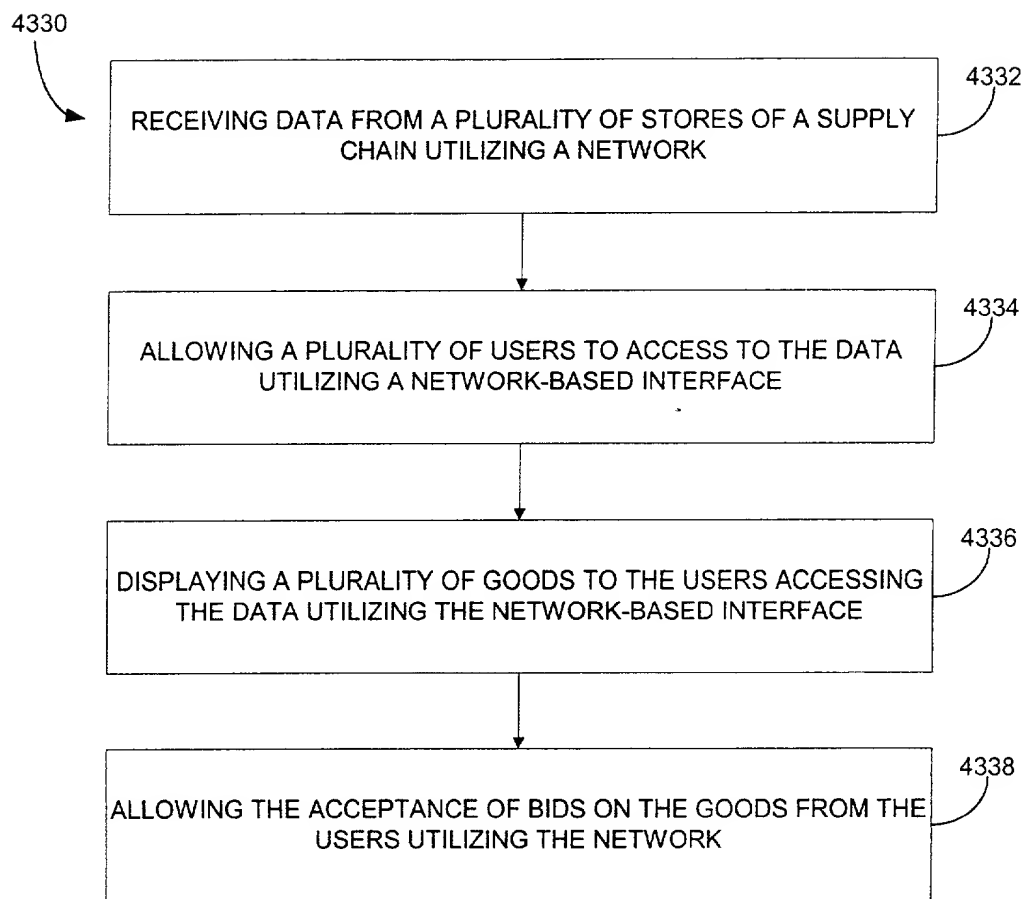 4330
4332
RECEIVING DATA FROM A PLURALITY OF STORES OF A SUPPLY
CHAIN UTILIZING A NETWORK
4334
ALLOWING A PLURALITY OF USERS TO ACCESS TO THE DATA
UTILIZING A NETWORK-BASED INTERFACE
4336
DISPLAYING A PLURALITY OF GOODS TO THE USERS ACCESSING
THE DATA UTILIZING THE NETWORK-BASED INTERFACE
4338
ALLOWING THE ACCEPTANCE OF BIDS ON THE GOODS FROM THE
USERS UTILIZING THE NETWORK